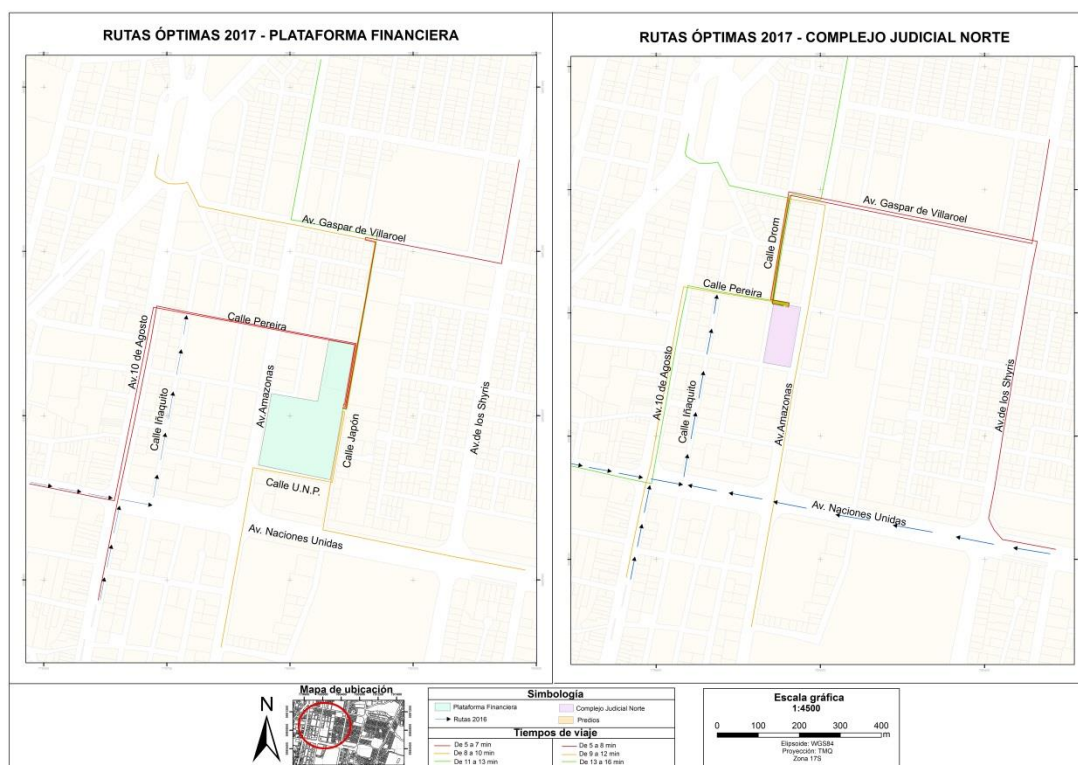 RUTAS ÓPTIMAS 2017 - PLATAFORMA FINANCIERA
Av. Gaspar de Villaroel
Calle Pereira
Av.10 de Agosto
Calle Iñaquito
Av.Amazonas
Calle Japón
Av.de los Shyris
Calle U.N.P.
Av. Naciones Unidas
RUTAS ÓPTIMAS 2017 - COMPLEJO JUDICIAL NORTE
Av. Gaspar de Villaroel
Calle Drom
Calle Pereira
Av.10 de Agosto
Calle Iñaquito
Av.Amazonas
Av.de los Shyris
Av. Naciones Unidas
N
Mapa de ubicación
Simbología
Plataforma Financiera
Complejo Judicial Norte
Rutas 2016
Predios
Tiempos de viaje
De 5 a 7 min
De 5 a 8 min
De 8 a 10 min
De 9 a 12 min
De 11 a 13 min
De 13 a 16 min
Escala gráfica
1:4500
0 100 200 300 400
m
Elipsoide: WGS84
Proyección: TMQ
Zona 17S